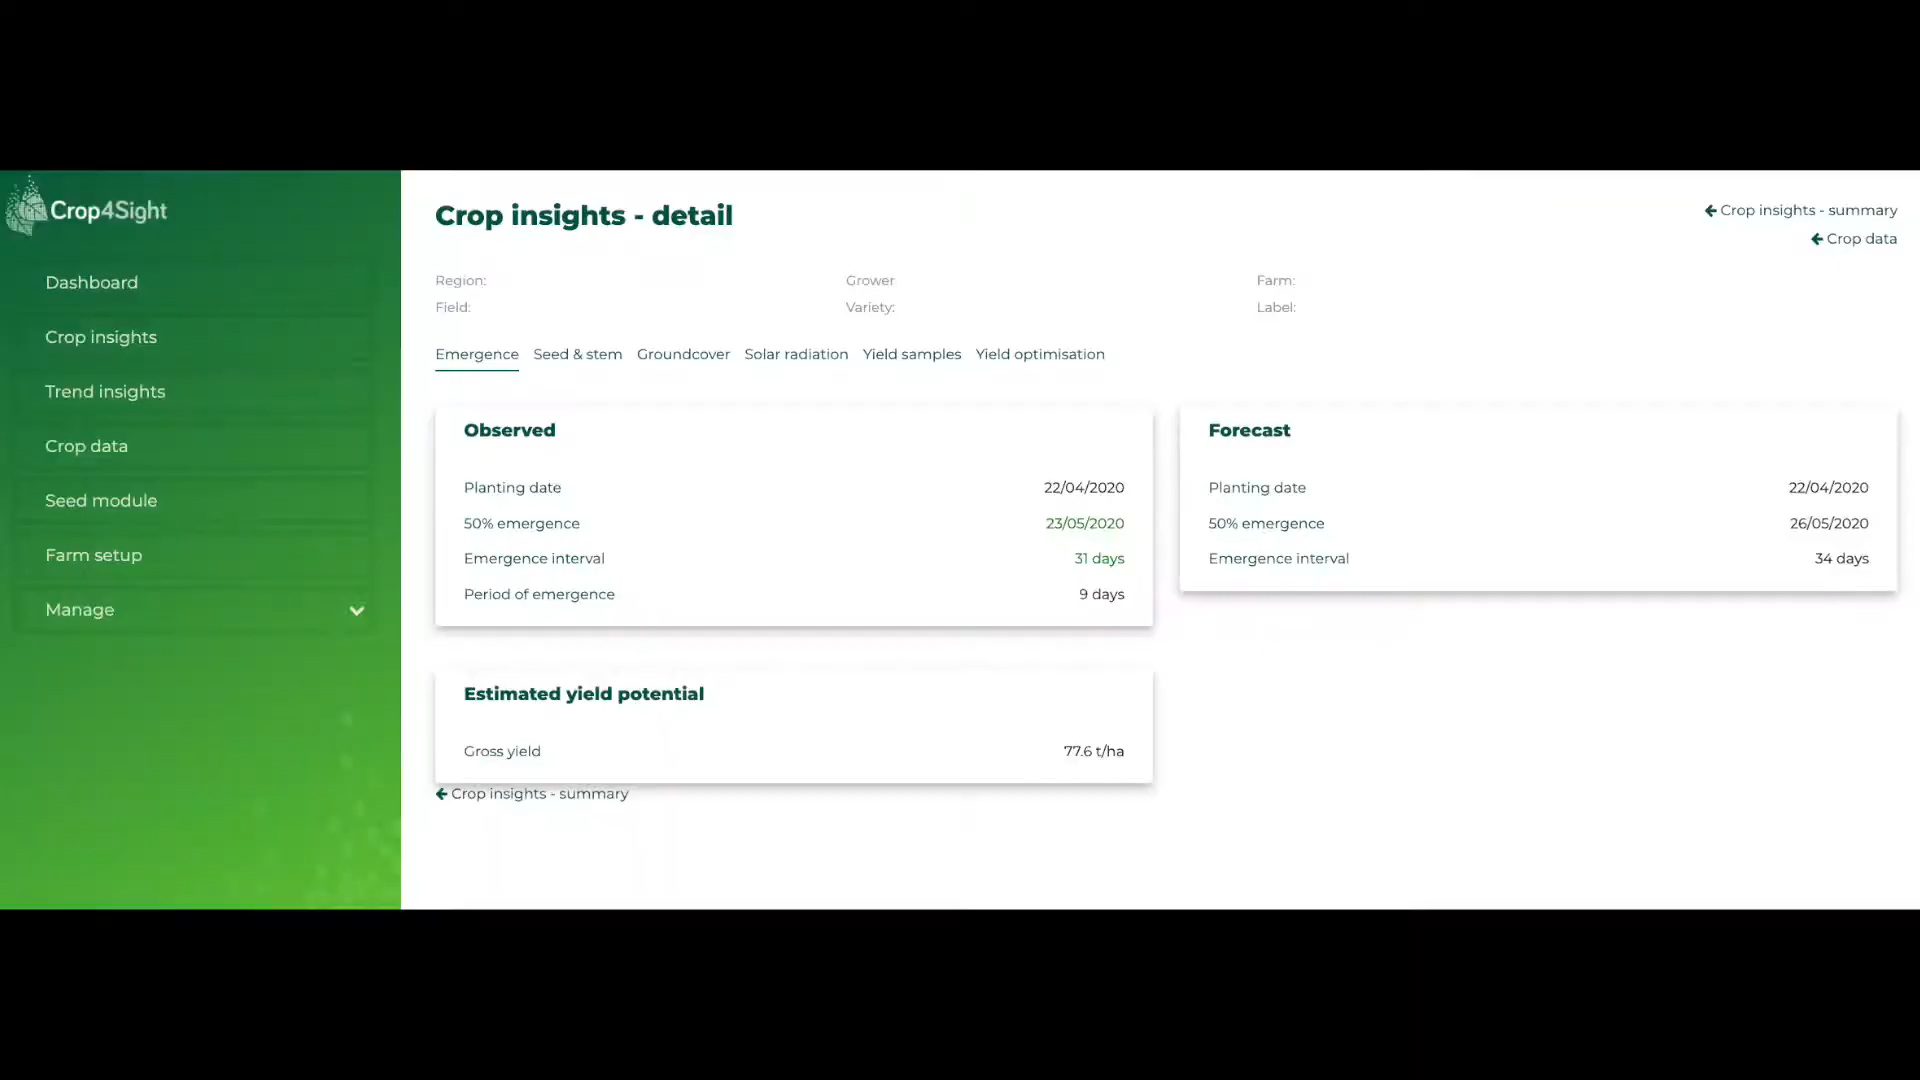 Crop4Sight
Dashboard
Crop insights
Trend insights
Crop data
Seed module
Farm setup
Manage
Crop insights - detail
Crop insights - summary
Crop data
Region: Grower Farm:
Field: Variety: Label:
Emergence Seed & stem Groundcover Solar radiation Yield samples Yield optimisation
Observed
Planting date 22/04/2020
50% emergence 23/05/2020
Emergence interval 31 days
Period of emergence 9 days
Forecast
Planting date 22/04/2020
50% emergence 26/05/2020
Emergence interval 34 days
Estimated yield potential
Gross yield 77.6 t/ha
Crop insights - summary